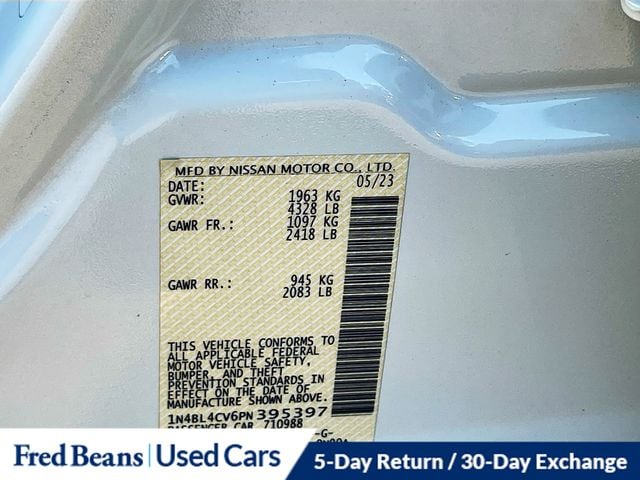 MFD BY NISSAN MOTOR CO., LTD.
DATE: 05/23
GVWR: 1963 KG
4328 LB
GAWR FR.: 1097 KG
2418 LB
GAWR RR.: 945 KG
2083 LB
THIS VEHICLE CONFORMS TO
ALL APPLICABLE FEDERAL
MOTOR VEHICLE SAFETY,
BUMPER, AND THEFT
PREVENTION STANDARDS IN
EFFECT ON THE DATE OF
MANUFACTURE SHOWN ABOVE.
1N4BL4CV6PN395397
PASSENGER CAR 710988
-G-
Fred Beans Used Cars
5-Day Return / 30-Day Exchange